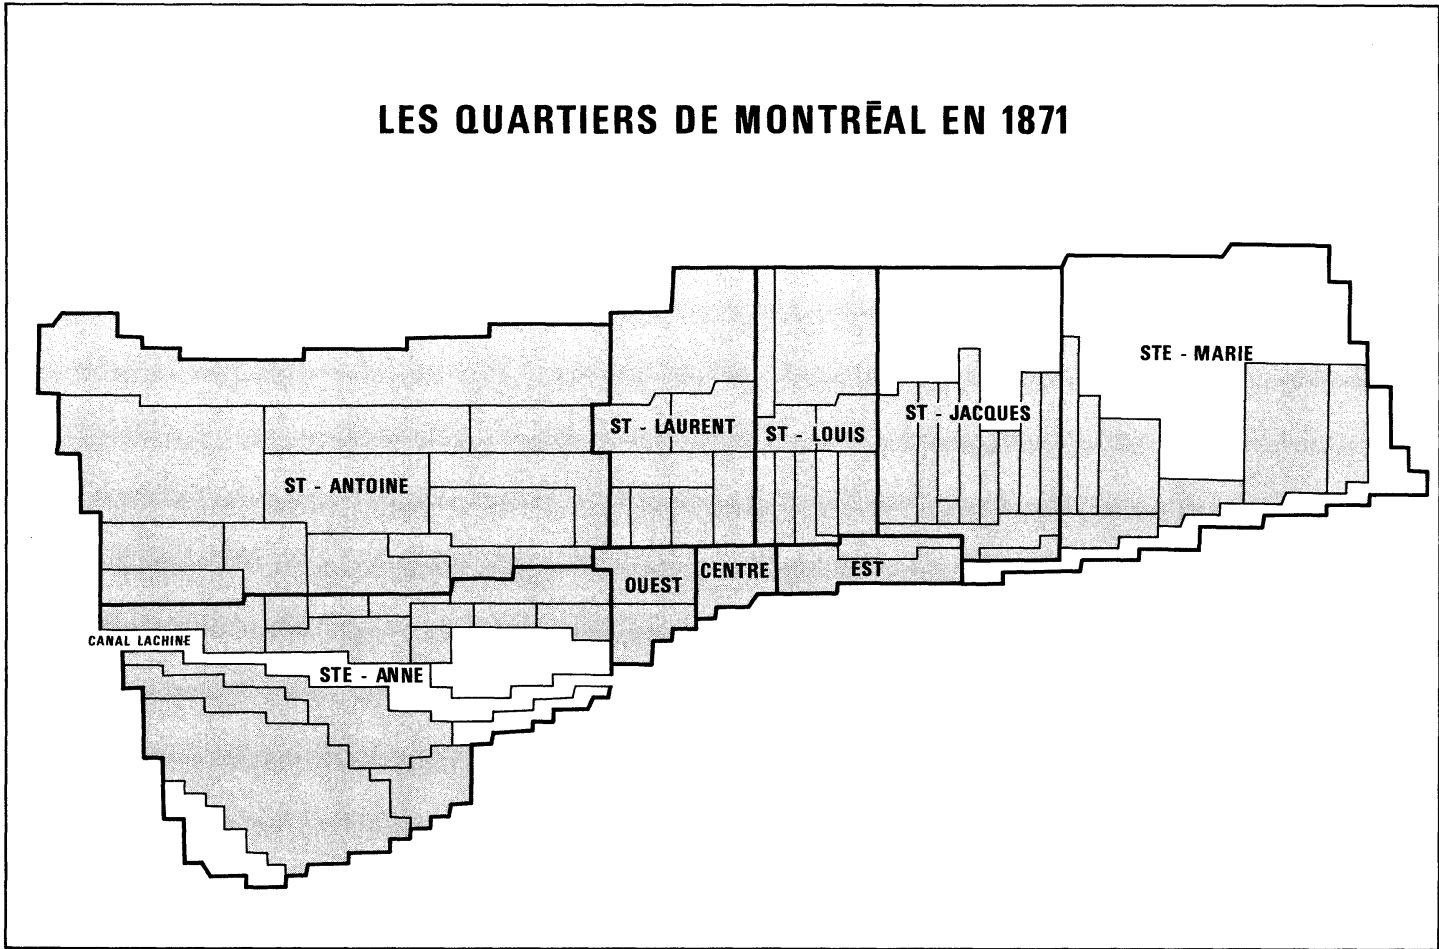 LES QUARTIERS DE MONTRĒAL EN 1871
STE - MARIE
ST - JACQUES
ST - LAURENT
ST - LOUIS
ST - ANTOINE
CENTRE
EST
OUEST
CANAL LACHINE
STE - ANNE